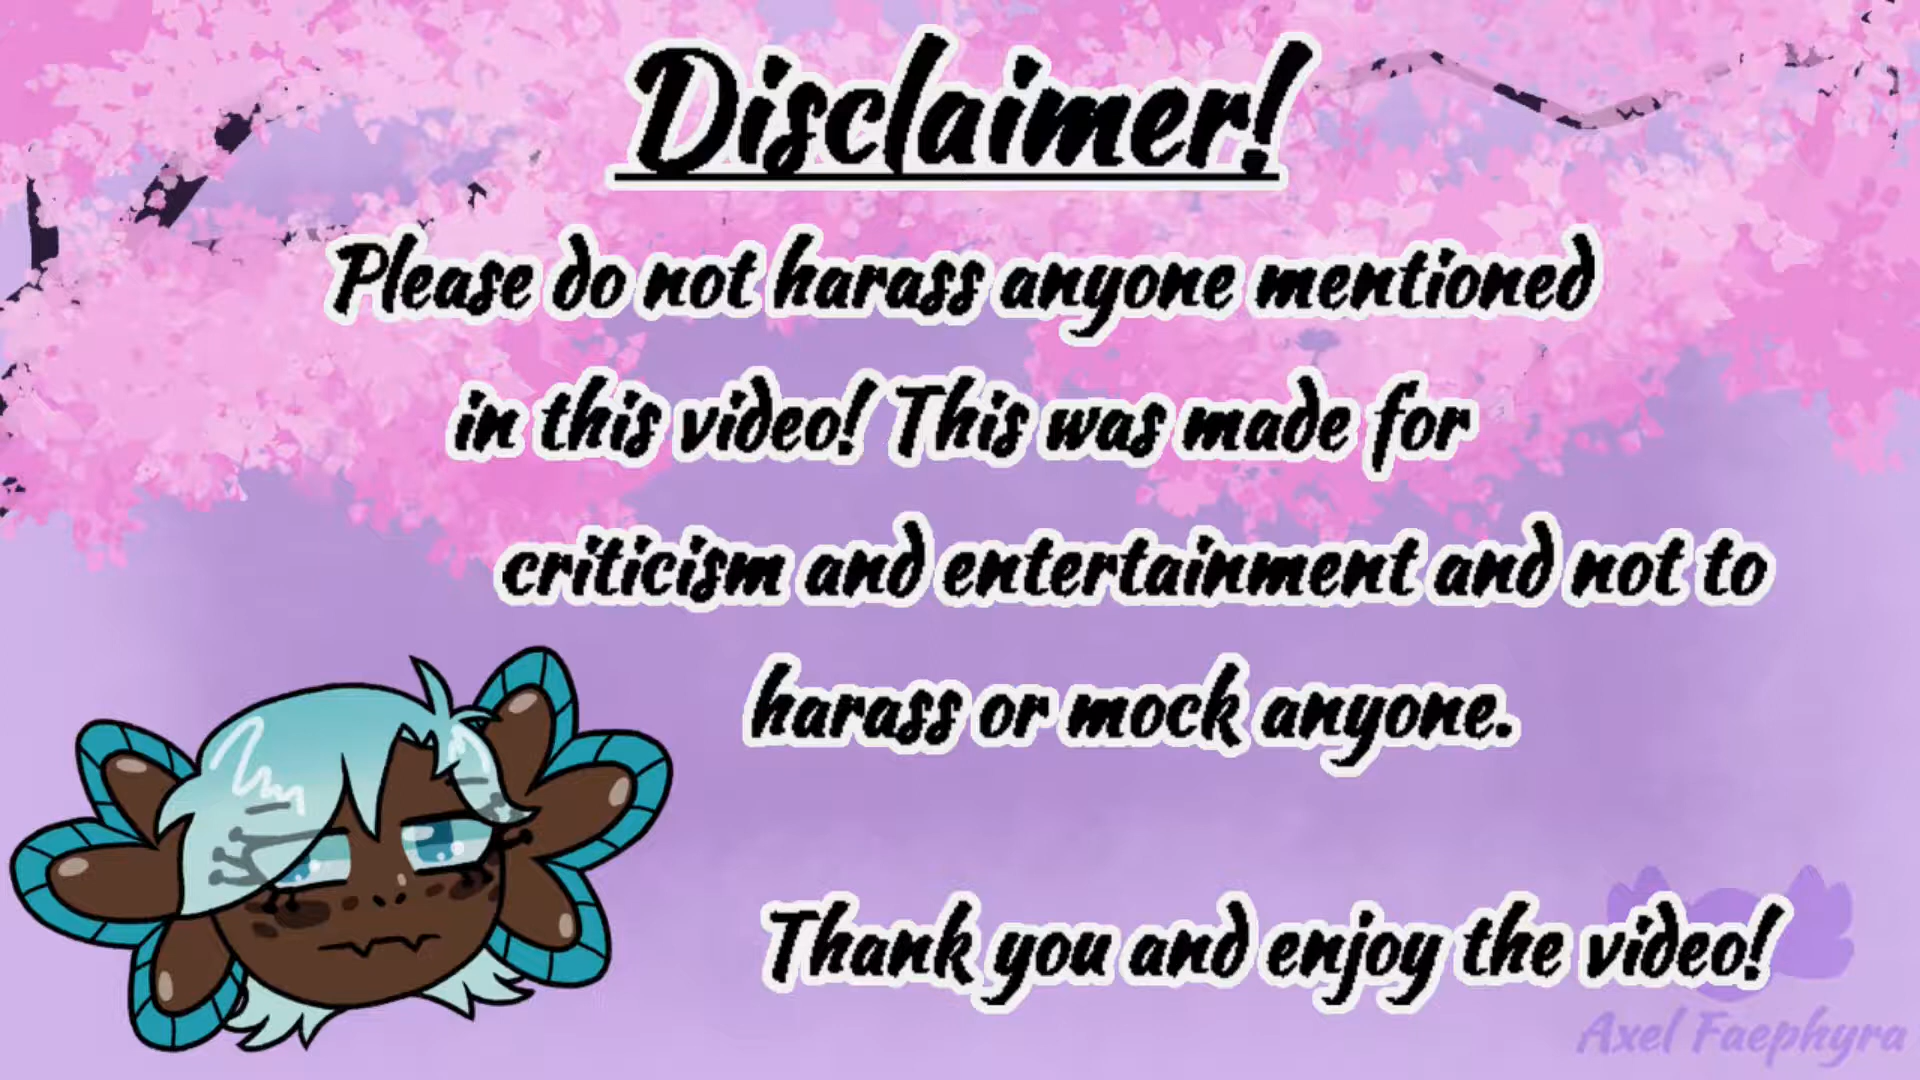 Disclaimer!
Please do not harass anyone mentioned
in this video! This was made for
criticism and entertainment and not to
harass or mock anyone.
Thank you and enjoy the video!
Axel Faephyra